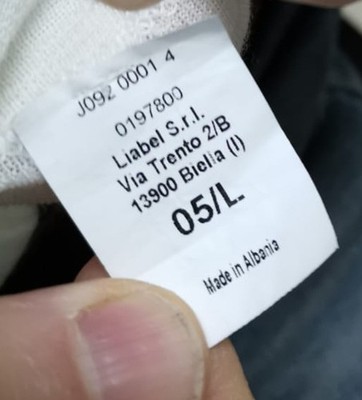 J092 0001 4
0197800
Liabel S.r.l.
Via Trento 2/B
13900 Biella (I)
05/L
Made in Albania